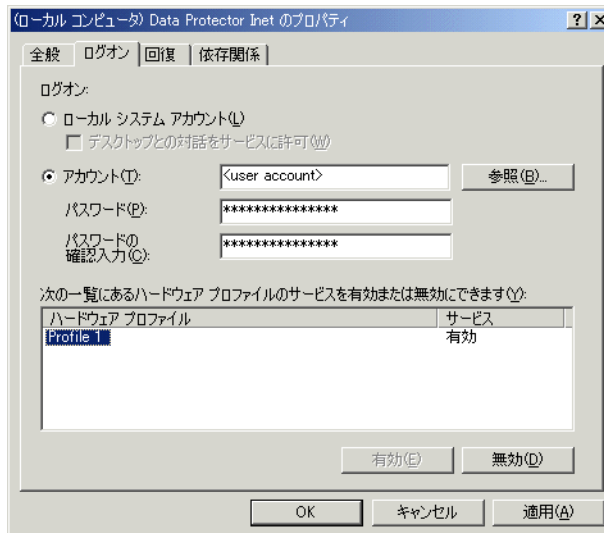 (ローカル コンピュータ) Data Protector Inet のプロパティ
全般 ログオン 回復 依存関係
ログオン:
ローカル システム アカウント(L)
デスクトップとの対話をサービスに許可(W)
アカウント(T): <user account> 参照(B)...
パスワード(P): ***************
パスワードの
確認入力(C): ***************
次の一覧にあるハードウェア プロファイルのサービスを有効または無効にできます(Y):
ハードウェア プロファイル サービス
Profile 1 有効
有効(E) 無効(D)
OK キャンセル 適用(A)